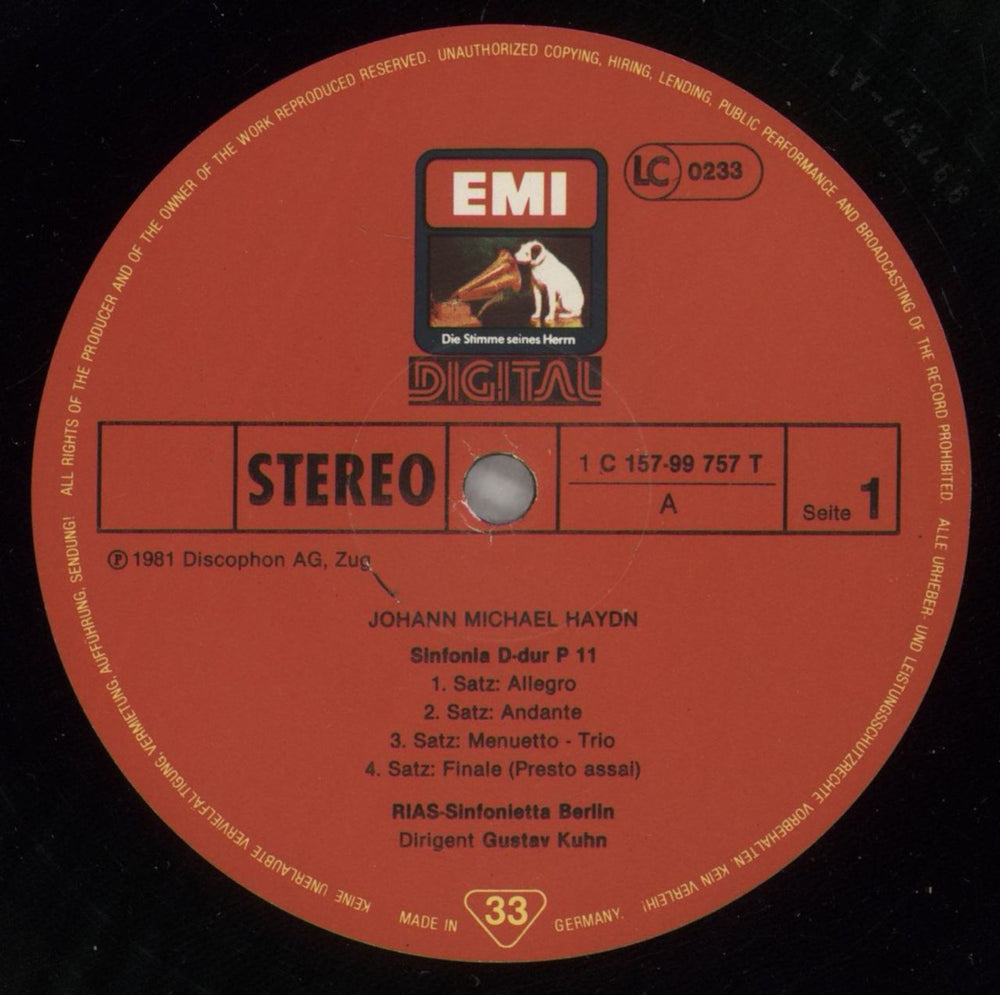 ALL RIGHTS OF THE PRODUCER AND OF THE OWNER OF THE WORK REPRODUCED RESERVED. UNAUTHORIZED COPYING, HIRING, LENDING, PUBLIC PERFORMANCE AND BROADCASTING OF THE RECORD PROHIBITED.
EMI
LC 0233
Die Stimme seines Herrn
DIGITAL
STEREO
1 C 157-99 757 T
A
Seite 1
℗ 1981 Discophon AG, Zug
JOHANN MICHAEL HAYDN
Sinfonia D-dur P 11
1. Satz: Allegro
2. Satz: Andante
3. Satz: Menuetto - Trio
4. Satz: Finale (Presto assai)
RIAS-Sinfonietta Berlin
Dirigent Gustav Kuhn
ALLE URHEBER- UND LEISTUNGSSCHUTZRECHTE VORBEHALTEN. KEIN VERLEIH!
KEINE UNERLAUBTE VERVIELFÄLTIGUNG, VERMIETUNG, AUFFÜHRUNG, SENDUNG!
MADE IN 33 GERMANY.